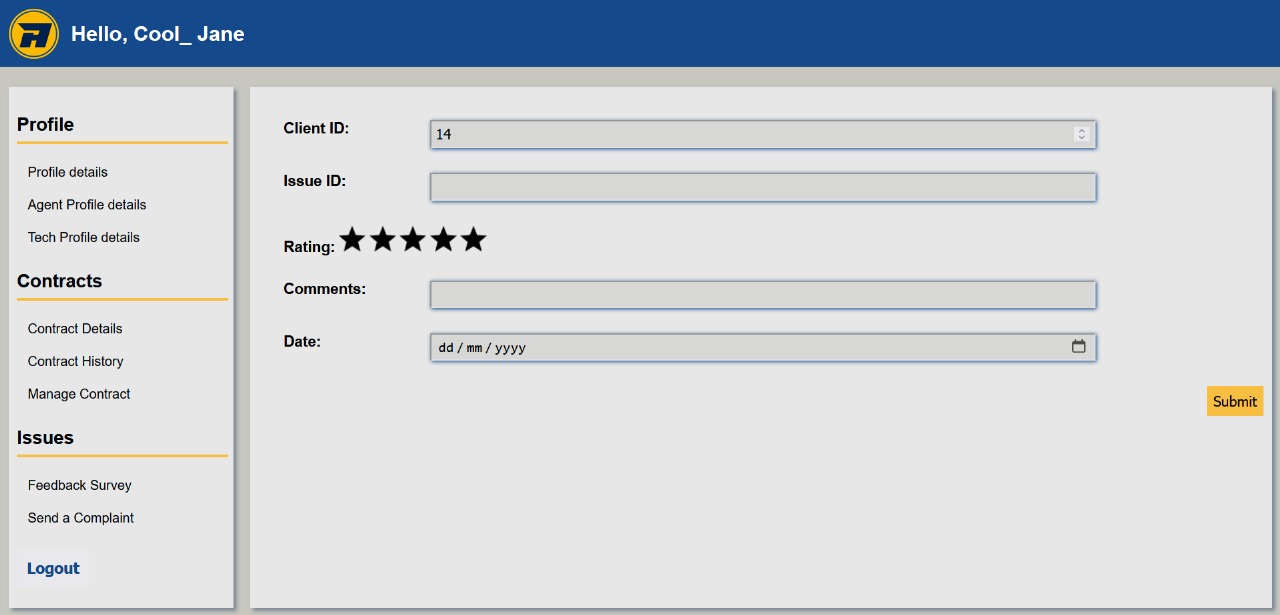 Hello, Cool_ Jane
Profile
Profile details
Agent Profile details
Tech Profile details
Contracts
Contract Details
Contract History
Manage Contract
Issues
Feedback Survey
Send a Complaint
Logout
Client ID:
14
Issue ID:
Rating:
Comments:
Date:
dd / mm / yyyy
Submit